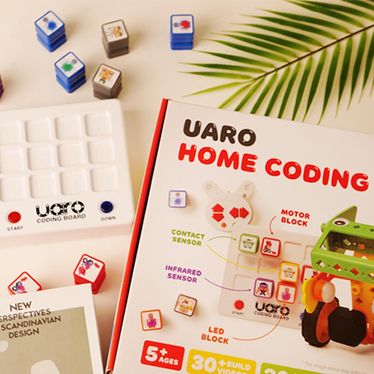 UARO
HOME CODING
uaro
CODING BOARD
START
DOWN
MOTOR
BLOCK
CONTACT
SENSOR
INFRARED
SENSOR
LED
BLOCK
uaro
CODING BOARD
START
5+
AGES
30+ BUILD
NEW
SCANDINAVIAN
DESIGN